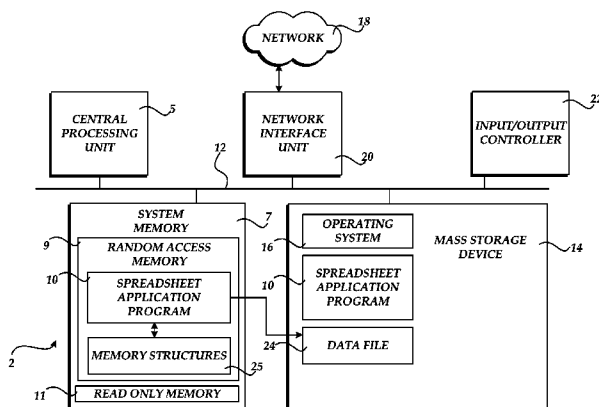 NETWORK
18
CENTRAL
PROCESSING
UNIT
5
NETWORK
INTERFACE
UNIT
20
INPUT/OUTPUT
CONTROLLER
22
12
SYSTEM
MEMORY
7
9
RANDOM ACCESS
MEMORY
10
SPREADSHEET
APPLICATION
PROGRAM
MEMORY STRUCTURES
25
2
11
READ ONLY MEMORY
OPERATING
SYSTEM
16
MASS STORAGE
DEVICE
14
10
SPREADSHEET
APPLICATION
PROGRAM
24
DATA FILE